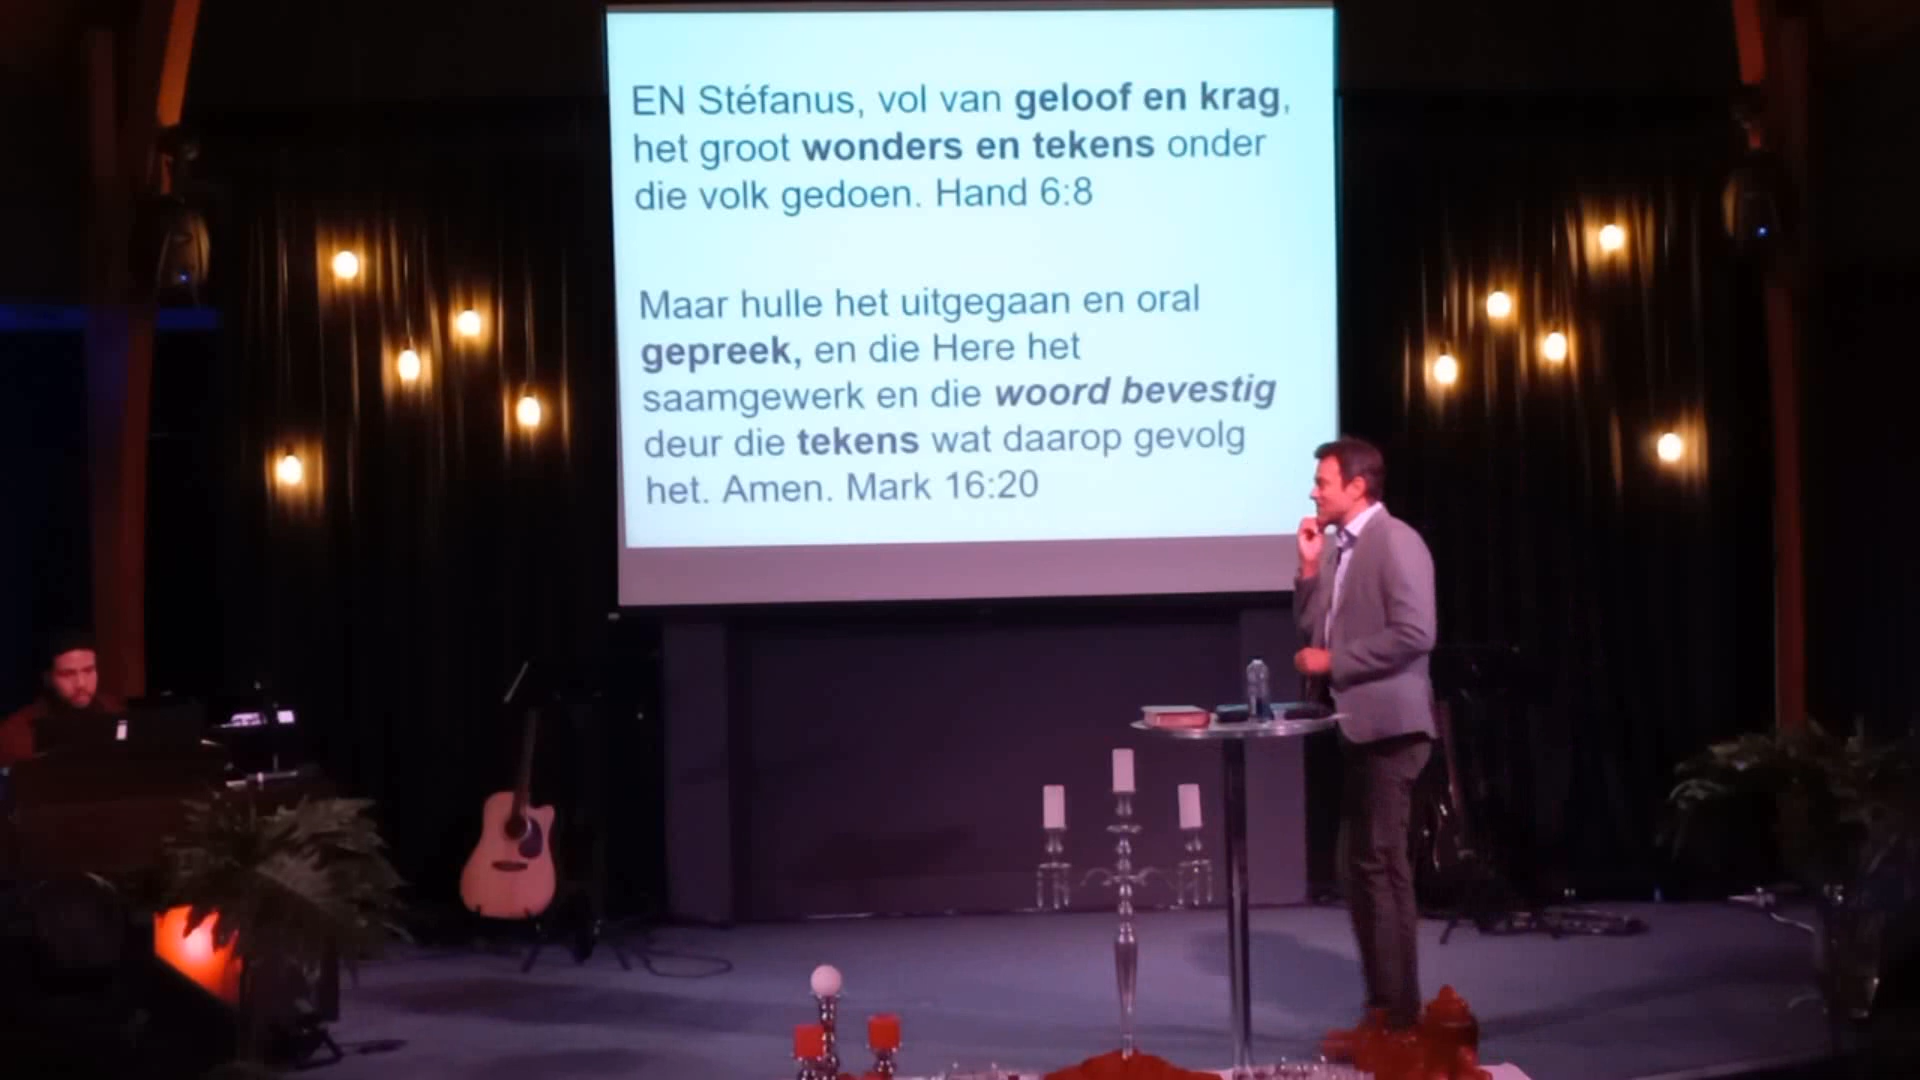 EN Stéfanus, vol van geloof en krag,
het groot wonders en tekens onder
die volk gedoen. Hand 6:8
Maar hulle het uitgegaan en oral
gepreek, en die Here het
saamgewerk en die woord bevestig
deur die tekens wat daarop gevolg
het. Amen. Mark 16:20